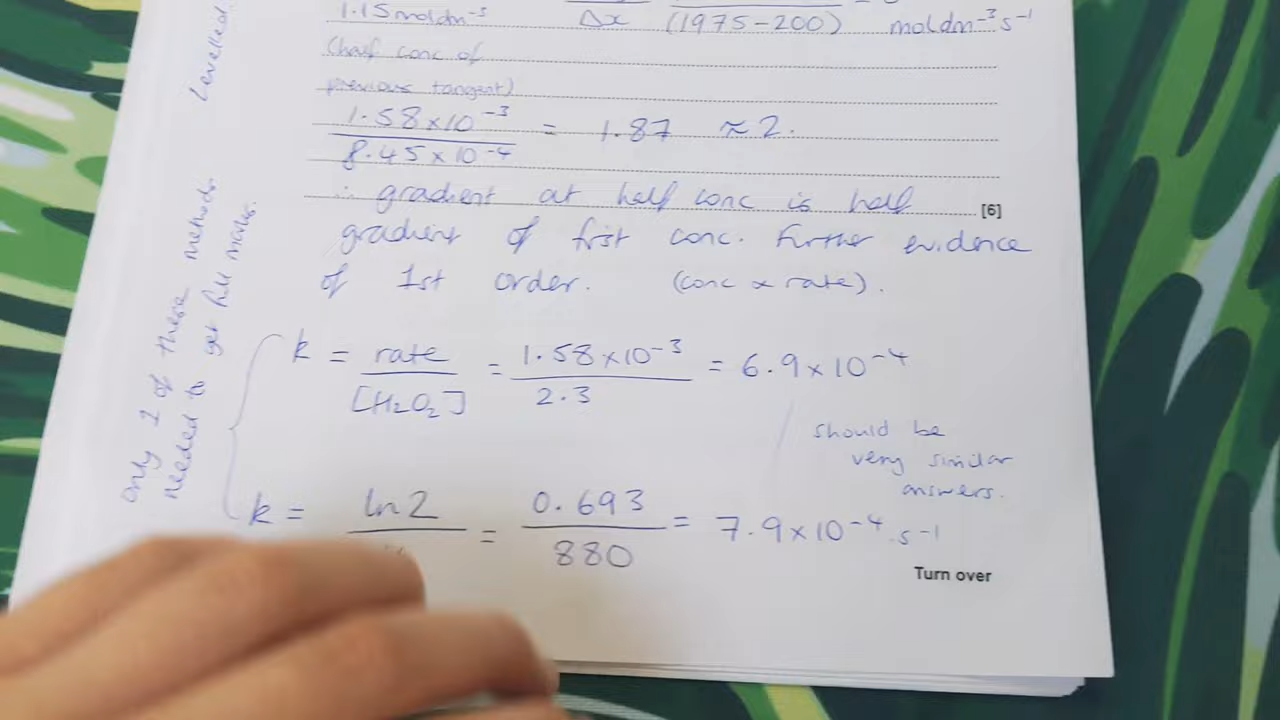 1.15moldm⁻³
Δx (1975-200) moldm⁻³s⁻¹
(half conc of
previous tangent)
1.58×10⁻³ / 8.45×10⁻⁴ = 1.87 ≈ 2.
∴ gradient at half conc is half
[6]
gradient of first conc. Further evidence
of 1st order. (conc ∝ rate).
k = rate / [H₂O₂] = 1.58×10⁻³ / 2.3 = 6.9×10⁻⁴
should be
very similar
answers.
k = ln2 = 0.693 / 880 = 7.9×10⁻⁴ s⁻¹
Turn over
Only 1 of these methods
needed to get full marks.
Levelled